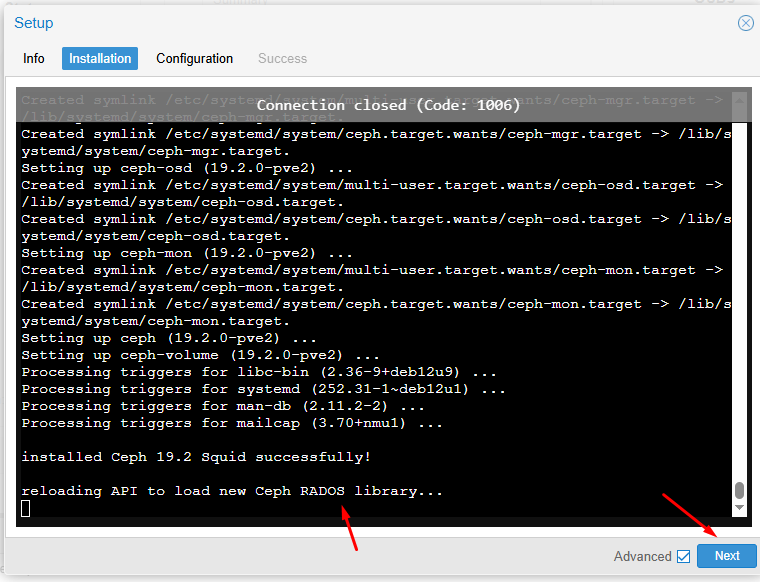 Setup
Info
Installation
Configuration
Success
Connection closed (Code: 1006)
Created symlink /etc/systemd/system/multi-user.target.wants/ceph-mgr.target ->
/lib/systemd/system/ceph-mgr.target.
Created symlink /etc/systemd/system/ceph.target.wants/ceph-mgr.target -> /lib/s
ystemd/system/ceph-mgr.target.
Setting up ceph-osd (19.2.0-pve2) ...
Created symlink /etc/systemd/system/multi-user.target.wants/ceph-osd.target ->
/lib/systemd/system/ceph-osd.target.
Created symlink /etc/systemd/system/ceph.target.wants/ceph-osd.target -> /lib/s
ystemd/system/ceph-osd.target.
Setting up ceph-mon (19.2.0-pve2) ...
Created symlink /etc/systemd/system/multi-user.target.wants/ceph-mon.target ->
/lib/systemd/system/ceph-mon.target.
Created symlink /etc/systemd/system/ceph.target.wants/ceph-mon.target -> /lib/s
ystemd/system/ceph-mon.target.
Setting up ceph (19.2.0-pve2) ...
Setting up ceph-volume (19.2.0-pve2) ...
Processing triggers for libc-bin (2.36-9+deb12u9) ...
Processing triggers for systemd (252.31-1~deb12u1) ...
Processing triggers for man-db (2.11.2-2) ...
Processing triggers for mailcap (3.70+nmu1) ...
installed Ceph 19.2 Squid successfully!
reloading API to load new Ceph RADOS library...
Advanced
Next